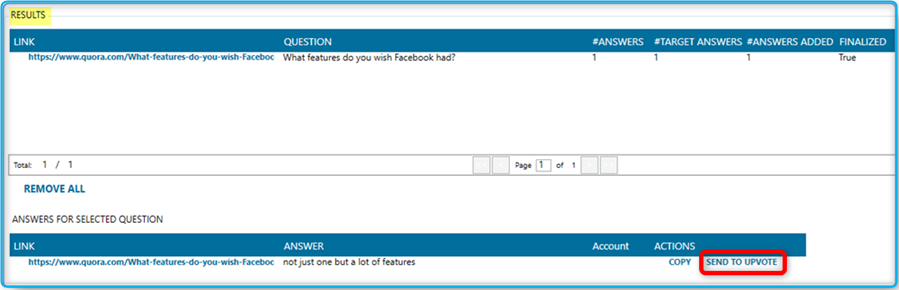 RESULTS
LINK QUESTION #ANSWERS #TARGET ANSWERS #ANSWERS ADDED FINALIZED
https://www.quora.com/What-features-do-you-wish-Faceboc What features do you wish Facebook had? 1 1 1 True
Total: 1 / 1 Page 1 of 1
REMOVE ALL
ANSWERS FOR SELECTED QUESTION
LINK ANSWER Account ACTIONS
https://www.quora.com/What-features-do-you-wish-Faceboc not just one but a lot of features COPY SEND TO UPVOTE